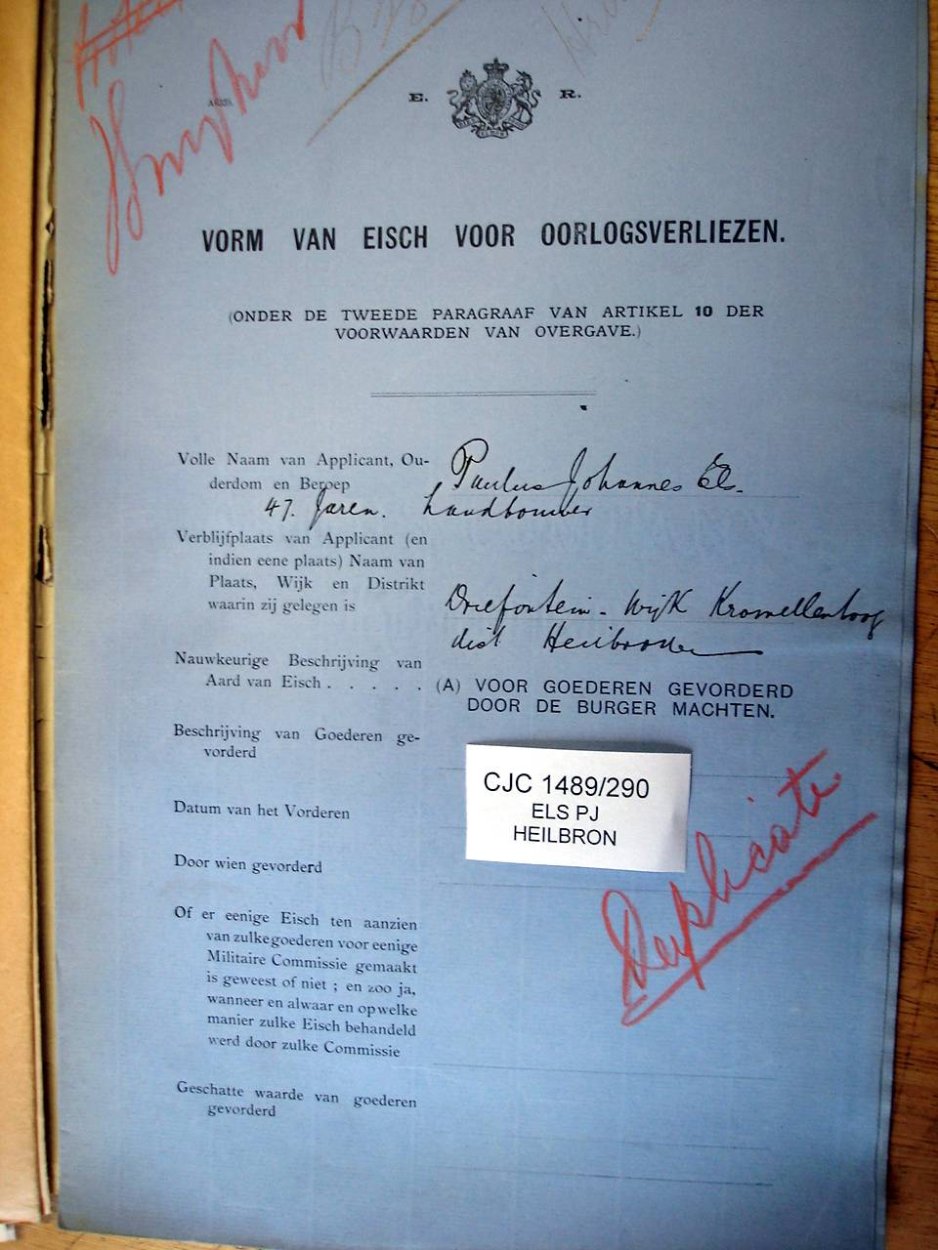 E. R.
VORM VAN EISCH VOOR OORLOGSVERLIEZEN.
(ONDER DE TWEEDE PARAGRAAF VAN ARTIKEL 10 DER
VOORWAARDEN VAN OVERGAVE.)
Volle Naam van Applicant, Ou-
derdom en Beroep
Paulus Johannes Els.
47. Jaren. Landbouwer
Verblijfplaats van Applicant (en
indien eene plaats) Naam van
Plaats, Wijk en Distrikt
waarin zij gelegen is
Driefontein - Wijk
dist
Nauwkeurige Beschrijving van
Aard van Eisch . . . . .
(A) VOOR GOEDEREN GEVORDERD
DOOR DE BURGER MACHTEN.
Beschrijving van Goederen ge-
vorderd
CJC 1489/290
ELS PJ
HEILBRON
Datum van het Vorderen
Door wien gevorderd
Duplicate
Of er eenige Eisch ten aanzien
van zulke goederen voor eenige
Militaire Commissie gemaakt
is geweest of niet ; en zoo ja,
wanneer en alwaar en op welke
manier zulke Eisch behandeld
werd door zulke Commissie
Geschatte waarde van goederen
gevorderd